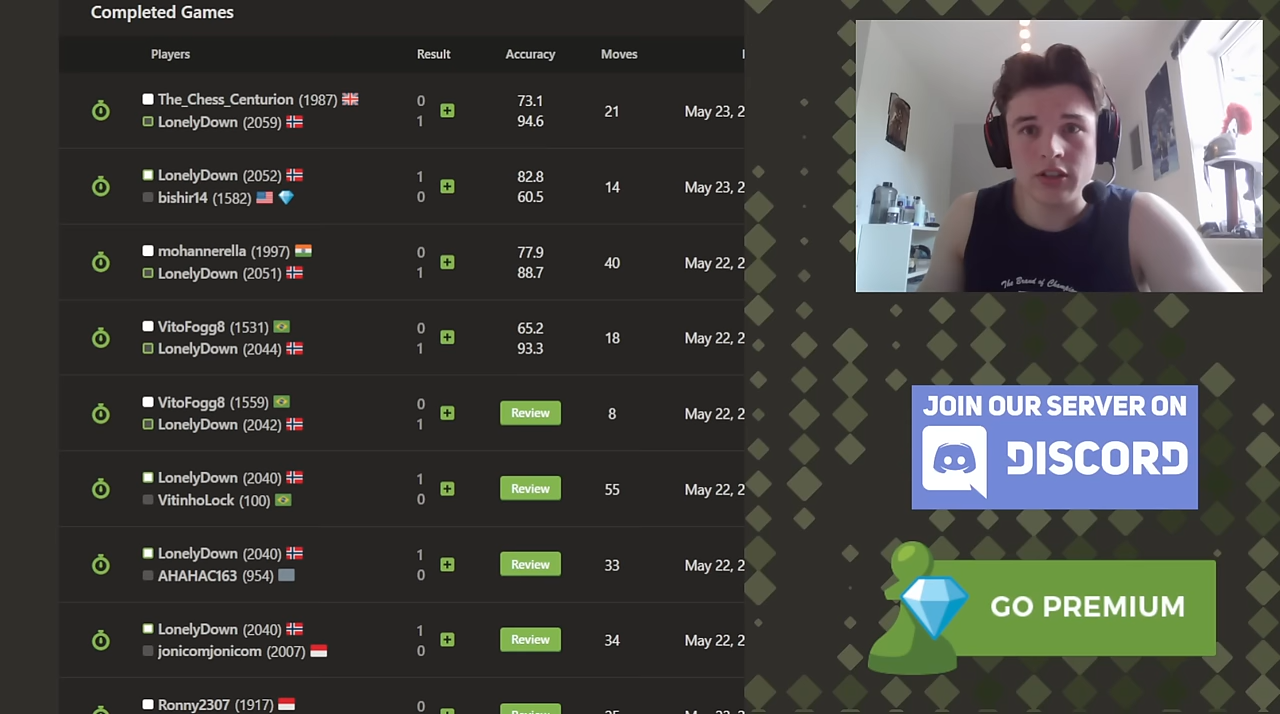 Completed Games
Players Result Accuracy Moves
The_Chess_Centurion (1987) 0 73.1
LonelyDown (2059) 1 94.6
21 May 23, 2
LonelyDown (2052) 1 82.8
bishir14 (1582) 0 60.5
14 May 23, 2
mohannerella (1997) 0 77.9
LonelyDown (2051) 1 88.7
40 May 22, 2
VitoFogg8 (1531) 0 65.2
LonelyDown (2044) 1 93.3
18 May 22, 2
VitoFogg8 (1559) 0
LonelyDown (2042) 1
Review 8 May 22, 2
LonelyDown (2040) 1
VitinhoLock (100) 0
Review 55 May 22, 2
LonelyDown (2040) 1
AHAHAC163 (954) 0
Review 33 May 22, 2
LonelyDown (2040) 1
jonicomjonicom (2007) 0
Review 34 May 22, 2
Ronny2307 (1917) 0
The Brand of Champions
JOIN OUR SERVER ON
DISCORD
GO PREMIUM